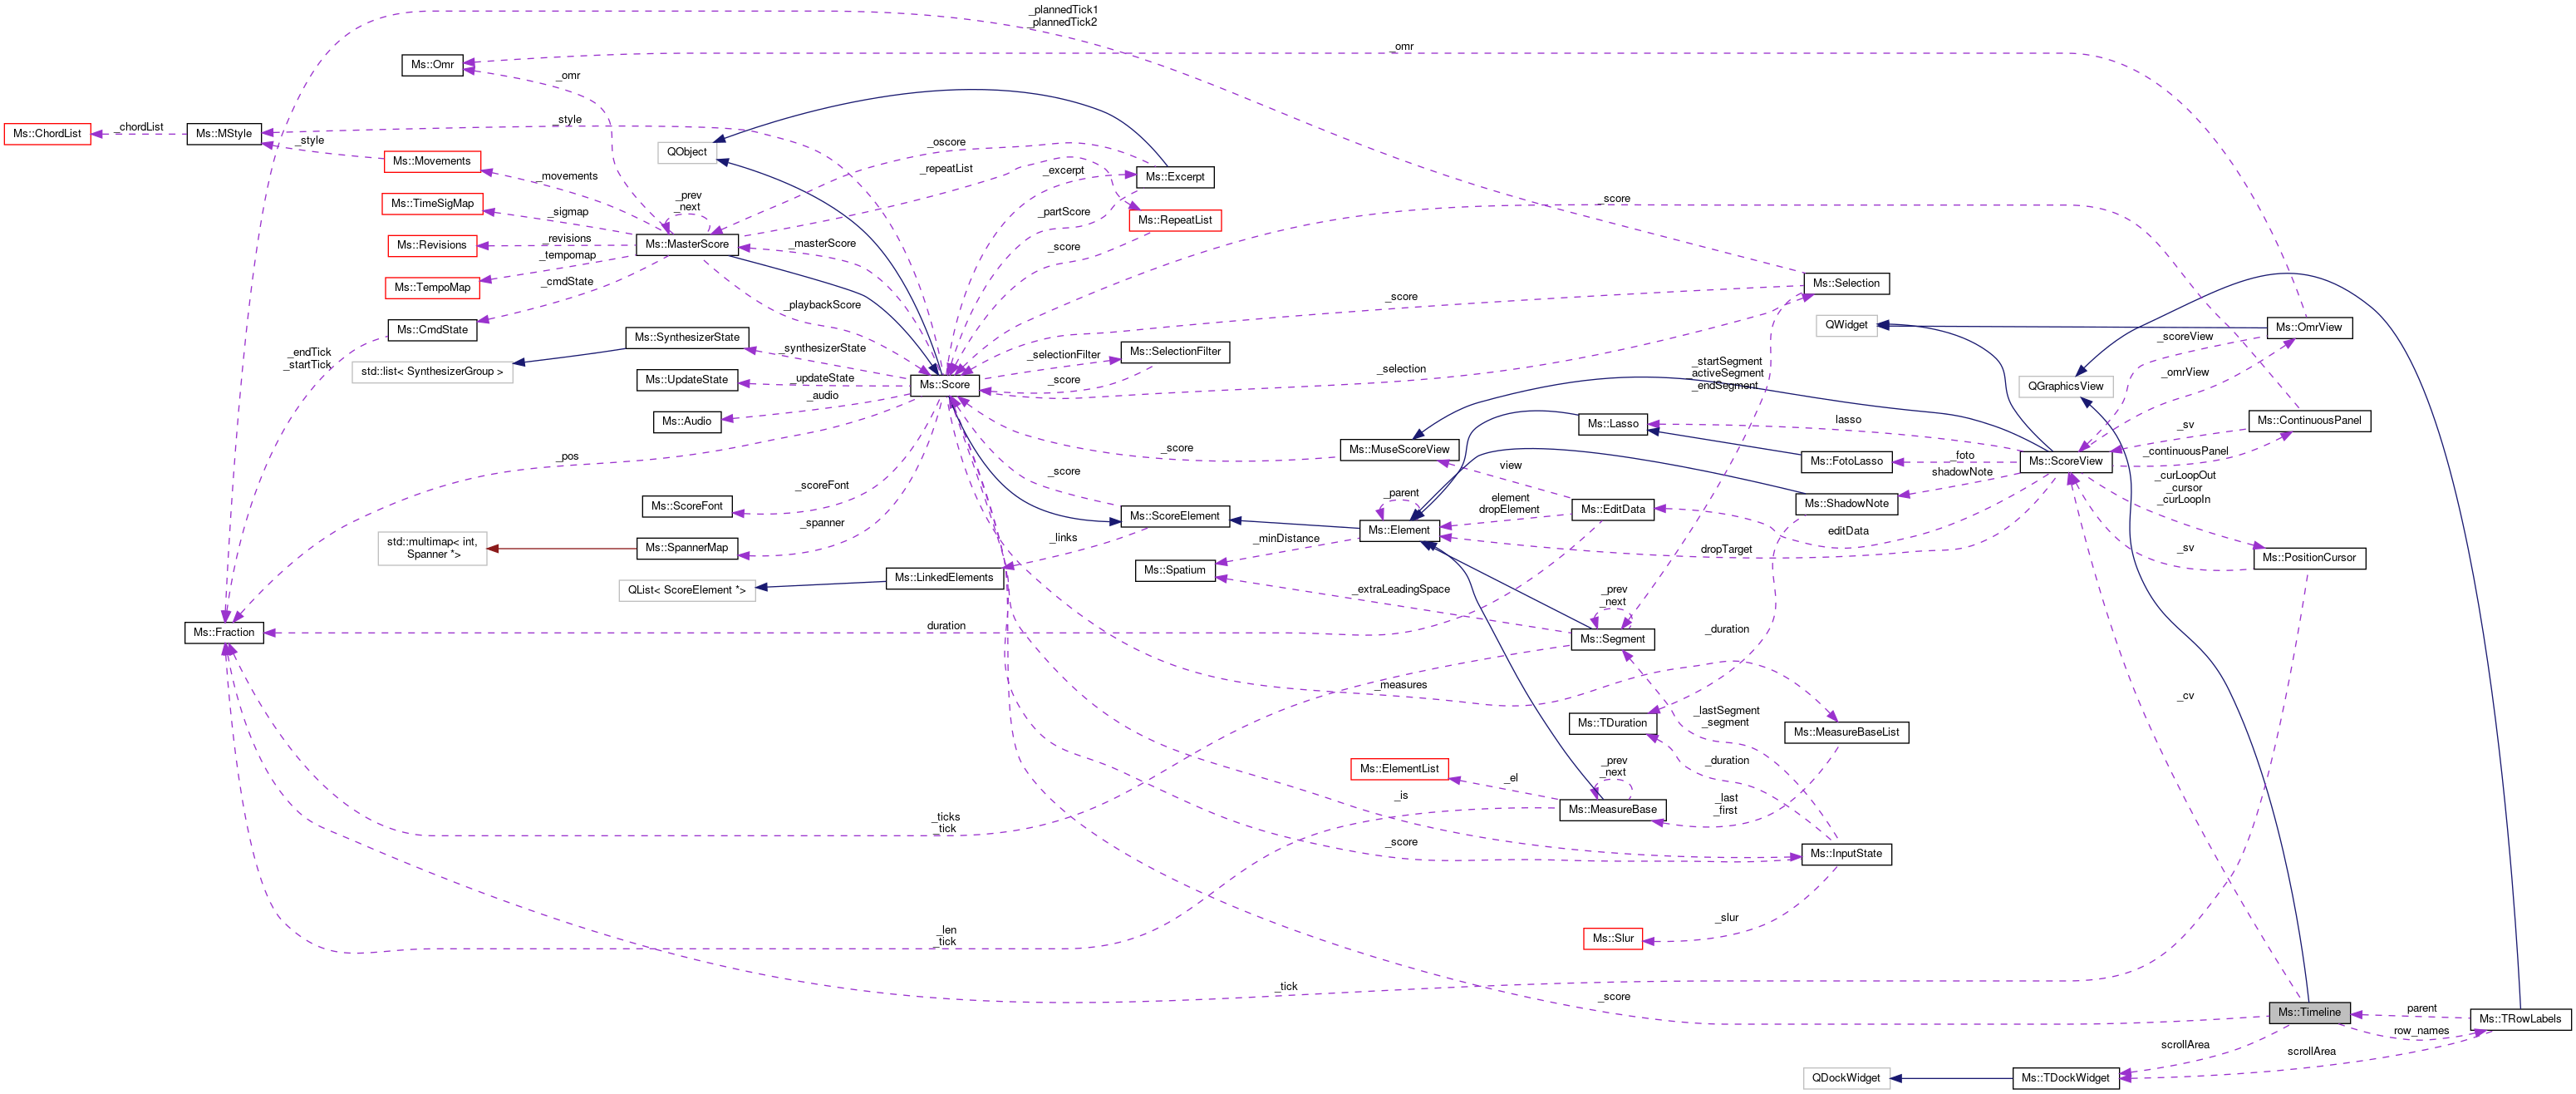 _plannedTick1
_plannedTick2
_omr
Ms::Omr
_omr
_chordList
_style
Ms::ChordList
Ms::MStyle
_style
QObject
_oscore
Ms::Movements
_repeatList
_excerpt
Ms::Excerpt
_movements
_prev
_next
_score
Ms::TimeSigMap
_sigmap
_partScore
Ms::RepeatList
Ms::Revisions
_revisions
Ms::MasterScore
_masterScore
_score
_tempomap
Ms::TempoMap
_cmdState
Ms::Selection
_playbackScore
_score
Ms::CmdState
Ms::SynthesizerState
QWidget
Ms::OmrView
_scoreView
_endTick
_startTick
_synthesizerState
_selectionFilter
Ms::SelectionFilter
_startSegment
_activeSegment
_endSegment
std::list< SynthesizerGroup >
Ms::UpdateState
_updateState
Ms::Score
_score
_selection
_omrView
QGraphicsView
_audio
Ms::Audio
Ms::Lasso
lasso
Ms::ContinuousPanel
_sv
_pos
_score
Ms::MuseScoreView
Ms::FotoLasso
_foto
Ms::ScoreView
_continuousPanel
_score
view
shadowNote
_curLoopOut
_cursor
_curLoopIn
_scoreFont
Ms::ScoreFont
_parent
element
dropElement
Ms::EditData
Ms::ShadowNote
_spanner
Ms::ScoreElement
Ms::Element
editData
std::multimap< int,
Spanner *>
Ms::SpannerMap
_links
_minDistance
dropTarget
_sv
Ms::PositionCursor
Ms::Spatium
QList< ScoreElement *>
Ms::LinkedElements
_extraLeadingSpace
_prev
_next
Ms::Fraction
duration
Ms::Segment
_duration
_measures
_cv
_lastSegment
_segment
Ms::TDuration
Ms::MeasureBaseList
Ms::ElementList
_el
_prev
_next
_duration
_is
Ms::MeasureBase
_last
_first
_ticks
_tick
_score
Ms::InputState
_slur
_len
_tick
Ms::Slur
_tick
_score
Ms::Timeline
parent
Ms::TRowLabels
row_names
scrollArea
scrollArea
QDockWidget
Ms::TDockWidget